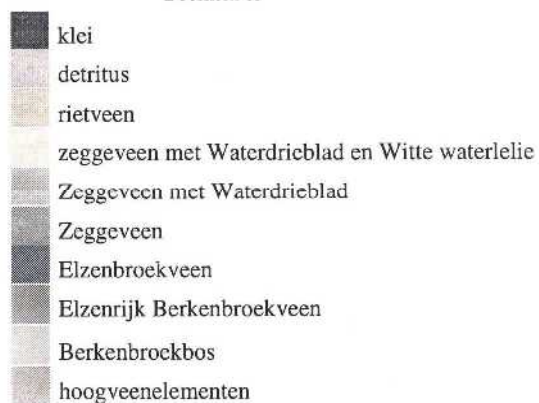 klei
detritus
rietveen
zeggeveen met Waterdrieblad en Witte waterlelie
Zeggeveen met Waterdrieblad
Zeggeveen
Elzenbroekveen
Elzenrijk Berkenbroekveen
Berkenbroekbos
hoogveenelementen